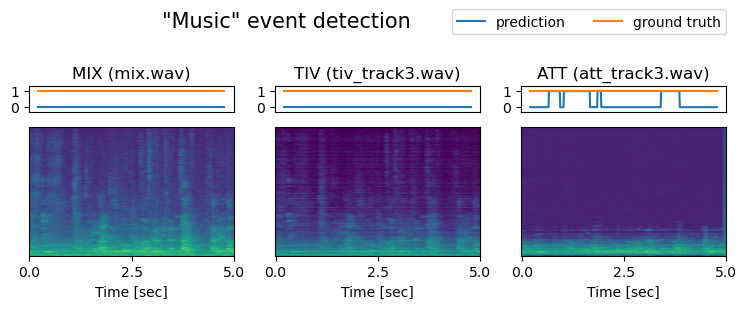 "Music" event detection
prediction
ground truth
MIX (mix.wav)
TIV (tiv_track3.wav)
ATT (att_track3.wav)
1
0
1
0
1
0
0.0 2.5 5.0
0.0 2.5 5.0
0.0 2.5 5.0
Time [sec]
Time [sec]
Time [sec]